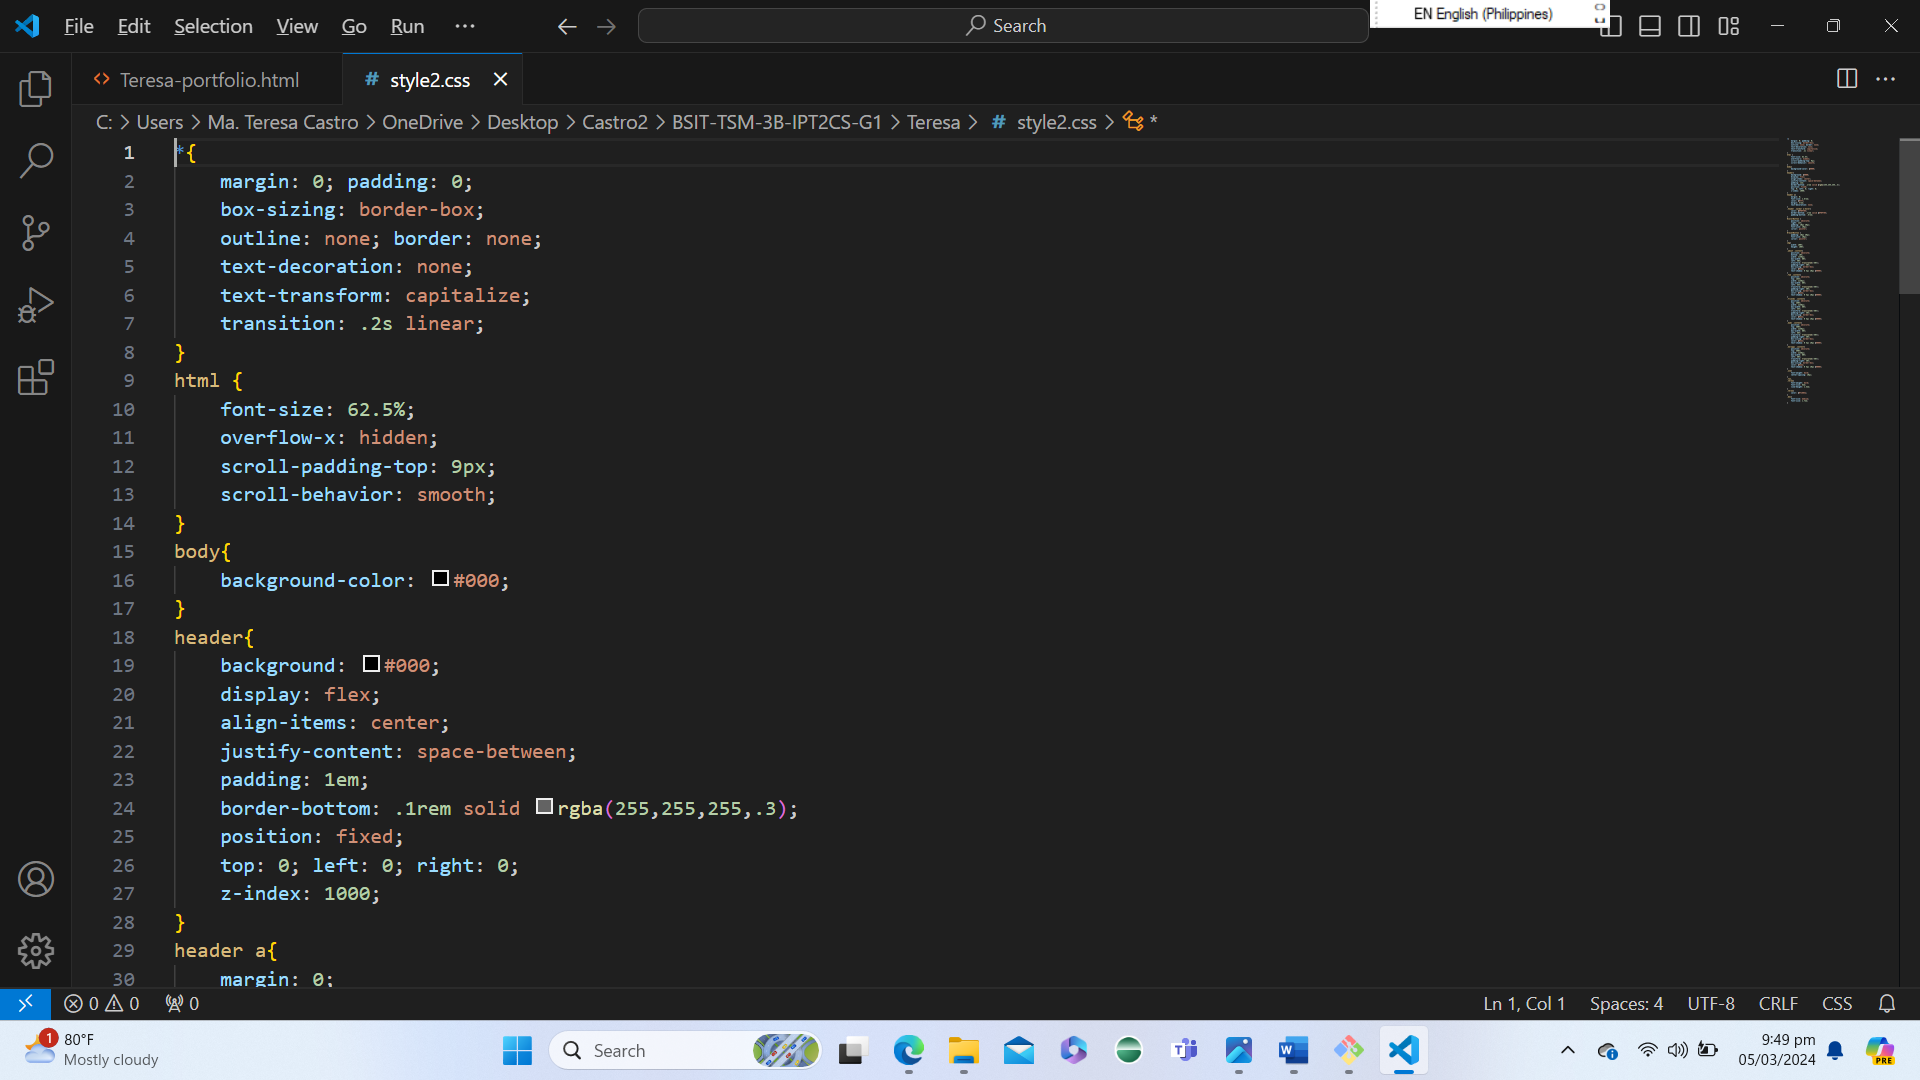 File Edit Selection View Go Run ···
Search
EN English (Philippines)
Teresa-portfolio.html
# style2.css
C: > Users > Ma. Teresa Castro > OneDrive > Desktop > Castro2 > BSIT-TSM-3B-IPT2CS-G1 > Teresa > # style2.css > *
1 *{
2     margin: 0; padding: 0;
3     box-sizing: border-box;
4     outline: none; border: none;
5     text-decoration: none;
6     text-transform: capitalize;
7     transition: .2s linear;
8 }
9 html {
10     font-size: 62.5%;
11     overflow-x: hidden;
12     scroll-padding-top: 9px;
13     scroll-behavior: smooth;
14 }
15 body{
16     background-color: #000;
17 }
18 header{
19     background: #000;
20     display: flex;
21     align-items: center;
22     justify-content: space-between;
23     padding: 1em;
24     border-bottom: .1rem solid rgba(255,255,255,.3);
25     position: fixed;
26     top: 0; left: 0; right: 0;
27     z-index: 1000;
28 }
29 header a{
30     margin: 0;
0 0 0
Ln 1, Col 1 Spaces: 4 UTF-8 CRLF CSS
1
80°F
Mostly cloudy
Search
9:49 pm
05/03/2024
PRE